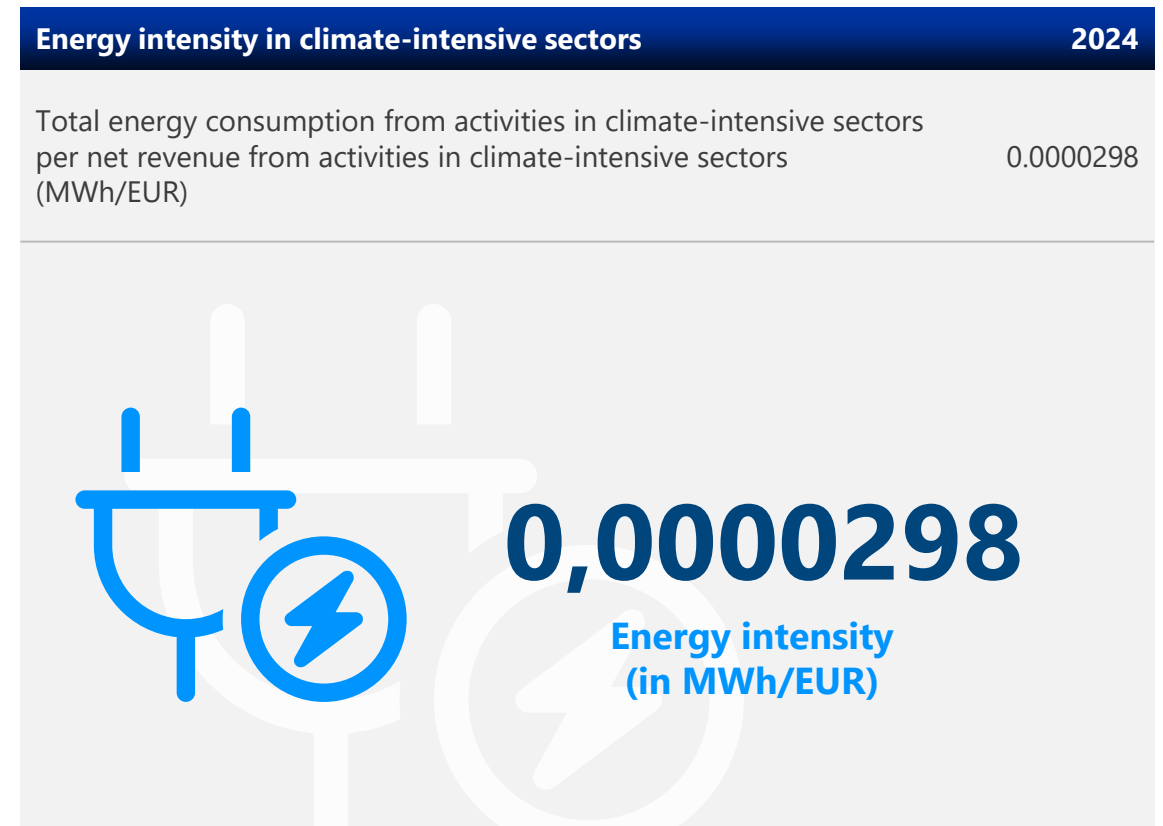 Energy intensity in climate-intensive sectors 2024
Total energy consumption from activities in climate-intensive sectors
per net revenue from activities in climate-intensive sectors 0.0000298
(MWh/EUR)
0,0000298
Energy intensity
(in MWh/EUR)